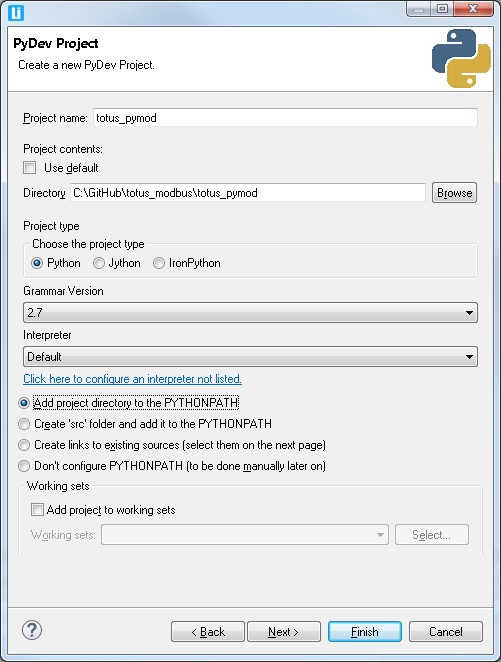 Li
PyDev Project
Create a new PyDev Project.
Project name: totus_pymod
Project contents:
Use default
Directory C:\GitHub\totus_modbus\totus_pymod Browse
Project type
Choose the project type
Python Jython IronPython
Grammar Version
2.7
Interpreter
Default
Click here to configure an interpreter not listed.
Add project directory to the PYTHONPATH
Create 'src' folder and add it to the PYTHONPATH
Create links to existing sources (select them on the next page)
Don't configure PYTHONPATH (to be done manually later on)
Working sets
Add project to working sets
Working sets: Select...
? < Back Next > Finish Cancel